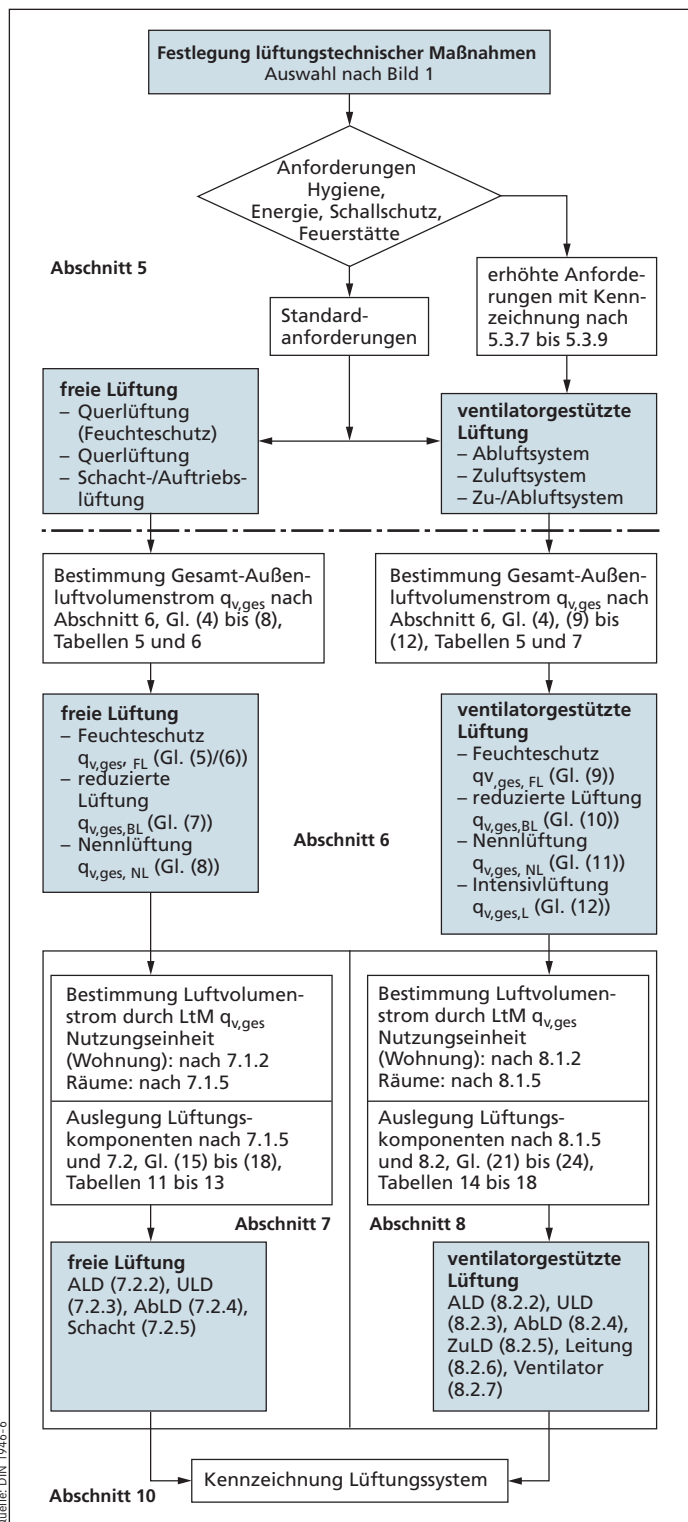 Festlegung lüftungstechnischer Maßnahmen
Auswahl nach Bild 1
Anforderungen
Hygiene,
Energie, Schallschutz,
Feuerstätte
Abschnitt 5
erhöhte Anforde-
rungen mit Kenn-
zeichnung nach
5.3.7 bis 5.3.9
Standard-
anforderungen
freie Lüftung
– Querlüftung
(Feuchteschutz)
– Querlüftung
– Schacht-/Auftriebs-
lüftung
ventilatorgestützte
Lüftung
– Abluftsystem
– Zuluftsystem
– Zu-/Abluftsystem
Bestimmung Gesamt-Außen-
luftvolumenstrom qv,ges nach
Abschnitt 6, Gl. (4) bis (8),
Tabellen 5 und 6
Bestimmung Gesamt-Außen-
luftvolumenstrom qv,ges nach
Abschnitt 6, Gl. (4), (9) bis
(12), Tabellen 5 und 7
freie Lüftung
– Feuchteschutz
qv,ges, FL (Gl. (5)/(6))
– reduzierte
Lüftung
qv,ges,BL (Gl. (7))
– Nennlüftung
qv,ges, NL (Gl. (8))
Abschnitt 6
ventilatorgestützte
Lüftung
– Feuchteschutz
qv,ges, FL (Gl. (9))
– reduzierte Lüftung
qv,ges,BL (Gl. (10))
– Nennlüftung
qv,ges, NL (Gl. (11))
– Intensivlüftung
qv,ges,L (Gl. (12))
Bestimmung Luftvolumen-
strom durch LtM qv,ges
Nutzungseinheit
(Wohnung): nach 7.1.2
Räume: nach 7.1.5
Auslegung Lüftungs-
komponenten nach 7.1.5
und 7.2, Gl. (15) bis (18),
Tabellen 11 bis 13
Abschnitt 7
Bestimmung Luftvolumen-
strom durch LtM qv,ges
Nutzungseinheit
(Wohnung): nach 8.1.2
Räume: nach 8.1.5
Auslegung Lüftungs-
komponenten nach 8.1.5
und 8.2, Gl. (21) bis (24),
Tabellen 14 bis 18
Abschnitt 8
freie Lüftung
ALD (7.2.2), ULD
(7.2.3), AbLD (7.2.4),
Schacht (7.2.5)
ventilatorgestützte
Lüftung
ALD (8.2.2), ULD
(8.2.3), AbLD (8.2.4),
ZuLD (8.2.5), Leitung
(8.2.6), Ventilator
(8.2.7)
Kennzeichnung Lüftungssystem
Abschnitt 10
Quelle: DIN 1946-6